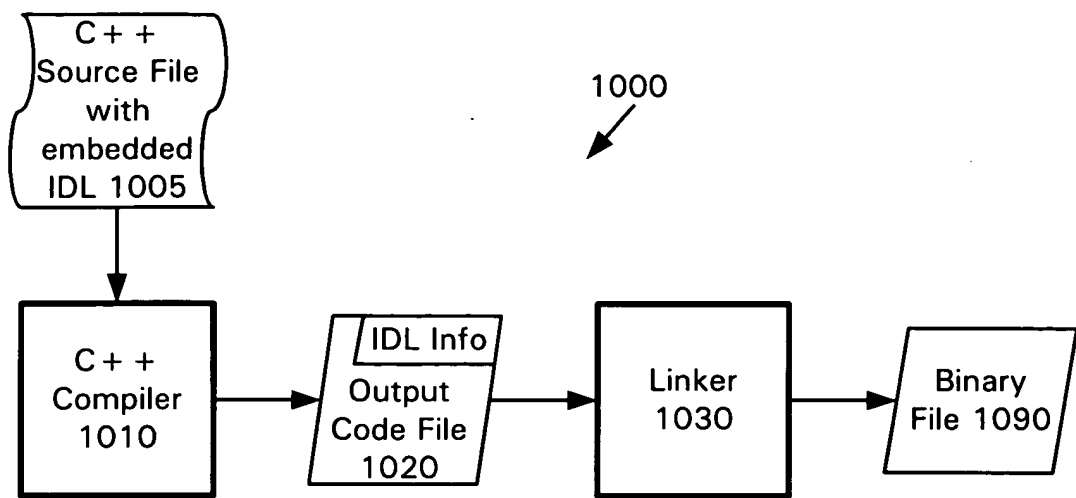 C++
Source File
with
embedded
IDL 1005
1000
C++
Compiler
1010
IDL Info
Output
Code File
1020
Linker
1030
Binary
File 1090